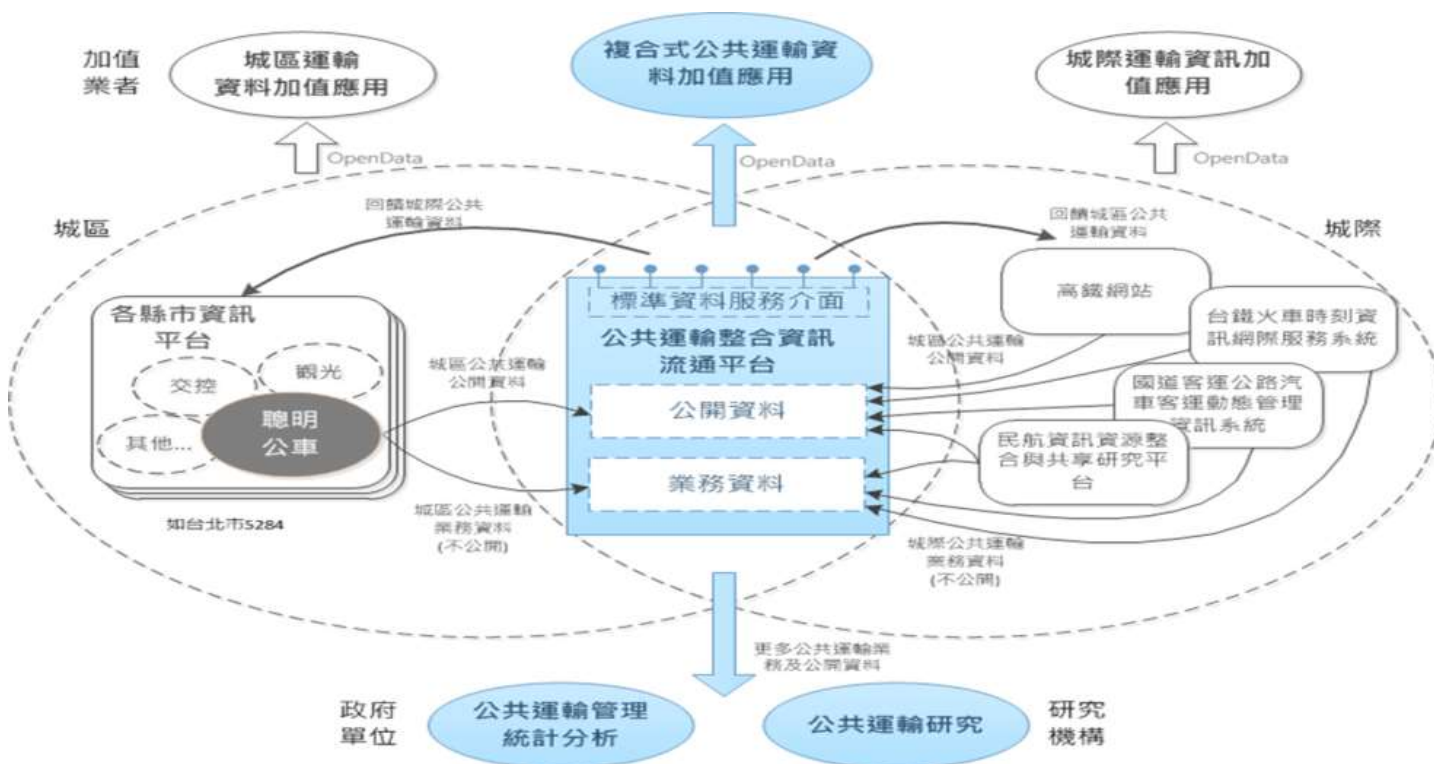 加值
業者
城區運輸
資料加值應用
複合式公共運輸資
料加值應用
城際運輸資訊加
值應用
OpenData
OpenData
OpenData
城區
城際
回饋城際公共
運輸資料
回饋城區公共
運輸資料
標準資料服務介面
公共運輸整合資訊
流通平台
公開資料
業務資料
各縣市資訊
平台
交控
觀光
其他...
聰明
公車
如台北市5284
城區公共運輸
公開資料
城區公共運輸
業務資料
(不公開)
高鐵網站
台鐵火車時刻資
訊網際服務系統
國道客運公路汽
車客運動態管理
資訊系統
民航資訊資源整
合與共享研究平
台
城區公共運輸
公開資料
城際公共運輸
業務資料
(不公開)
更多公共運輸業
務及公開資料
政府
單位
公共運輸管理
統計分析
公共運輸研究
研究
機構